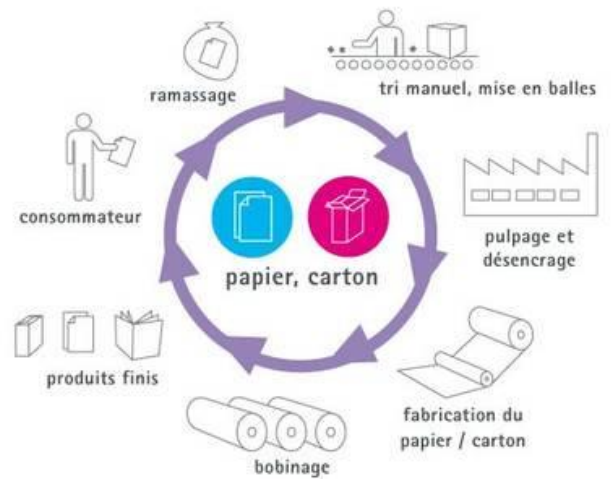 ramassage
tri manuel, mise en balles
consommateur
papier, carton
pulpage et
désencrage
produits finis
fabrication du
papier / carton
bobinage